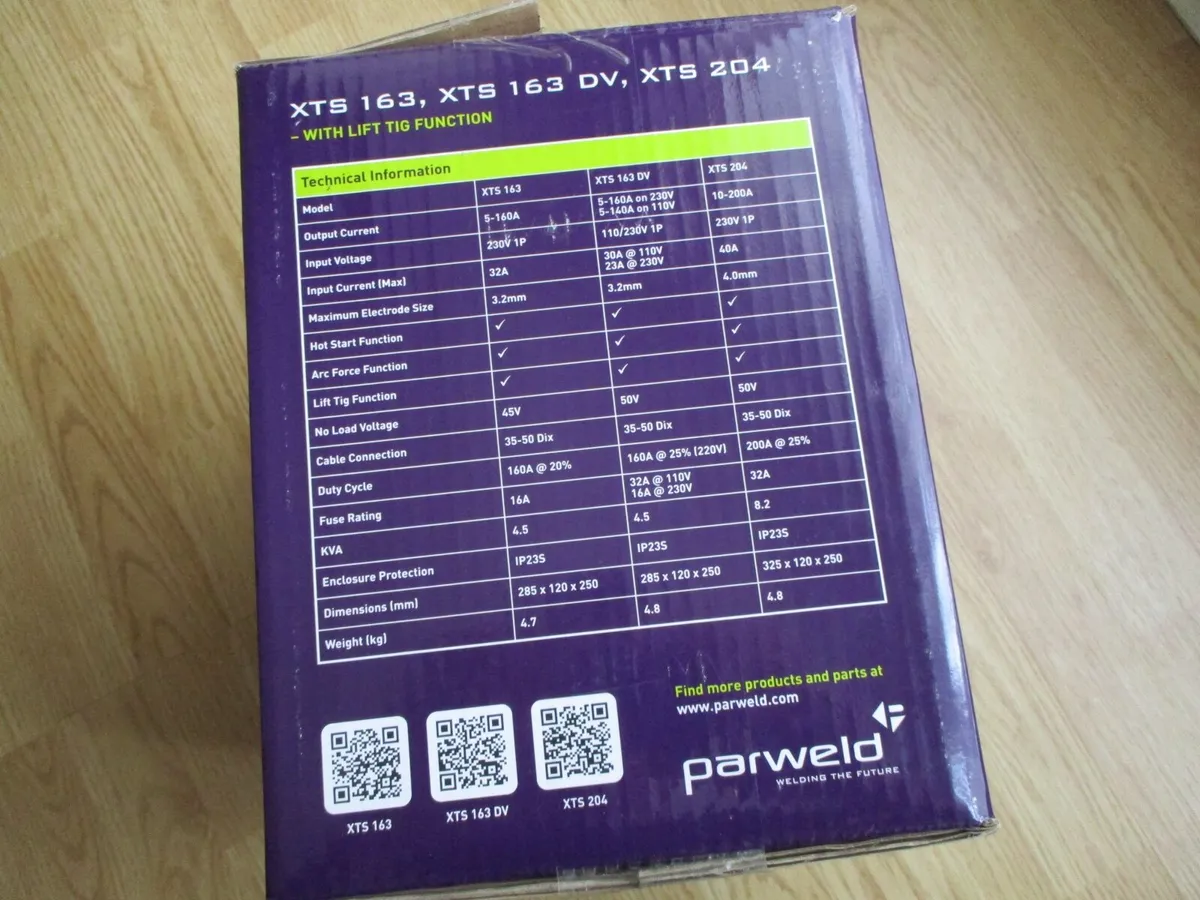 XTS 163, XTS 163 DV, XTS 204
– WITH LIFT TIG FUNCTION
Technical Information
Model XTS 163 XTS 163 DV XTS 204
Output Current 5-160A 5-160A on 230V 5-140A on 110V 10-200A
Input Voltage 230V 1P 110/230V 1P 230V 1P
Input Current (Max) 32A 30A @ 110V 23A @ 230V 40A
Maximum Electrode Size 3.2mm 3.2mm 4.0mm
Hot Start Function ✓ ✓ ✓
Arc Force Function ✓ ✓ ✓
Lift Tig Function ✓ ✓ ✓
No Load Voltage 45V 50V 50V
Cable Connection 35-50 Dix 35-50 Dix 35-50 Dix
Duty Cycle 160A @ 20% 160A @ 25% (220V) 200A @ 25%
Fuse Rating 16A 32A @ 110V 16A @ 230V 32A
KVA 4.5 4.5 8.2
Enclosure Protection IP23S IP23S IP23S
Dimensions (mm) 285 x 120 x 250 285 x 120 x 250 325 x 120 x 250
Weight (kg) 4.7 4.8 4.8
Find more products and parts at
www.parweld.com
parweld
WELDING THE FUTURE
XTS 163 XTS 163 DV XTS 204